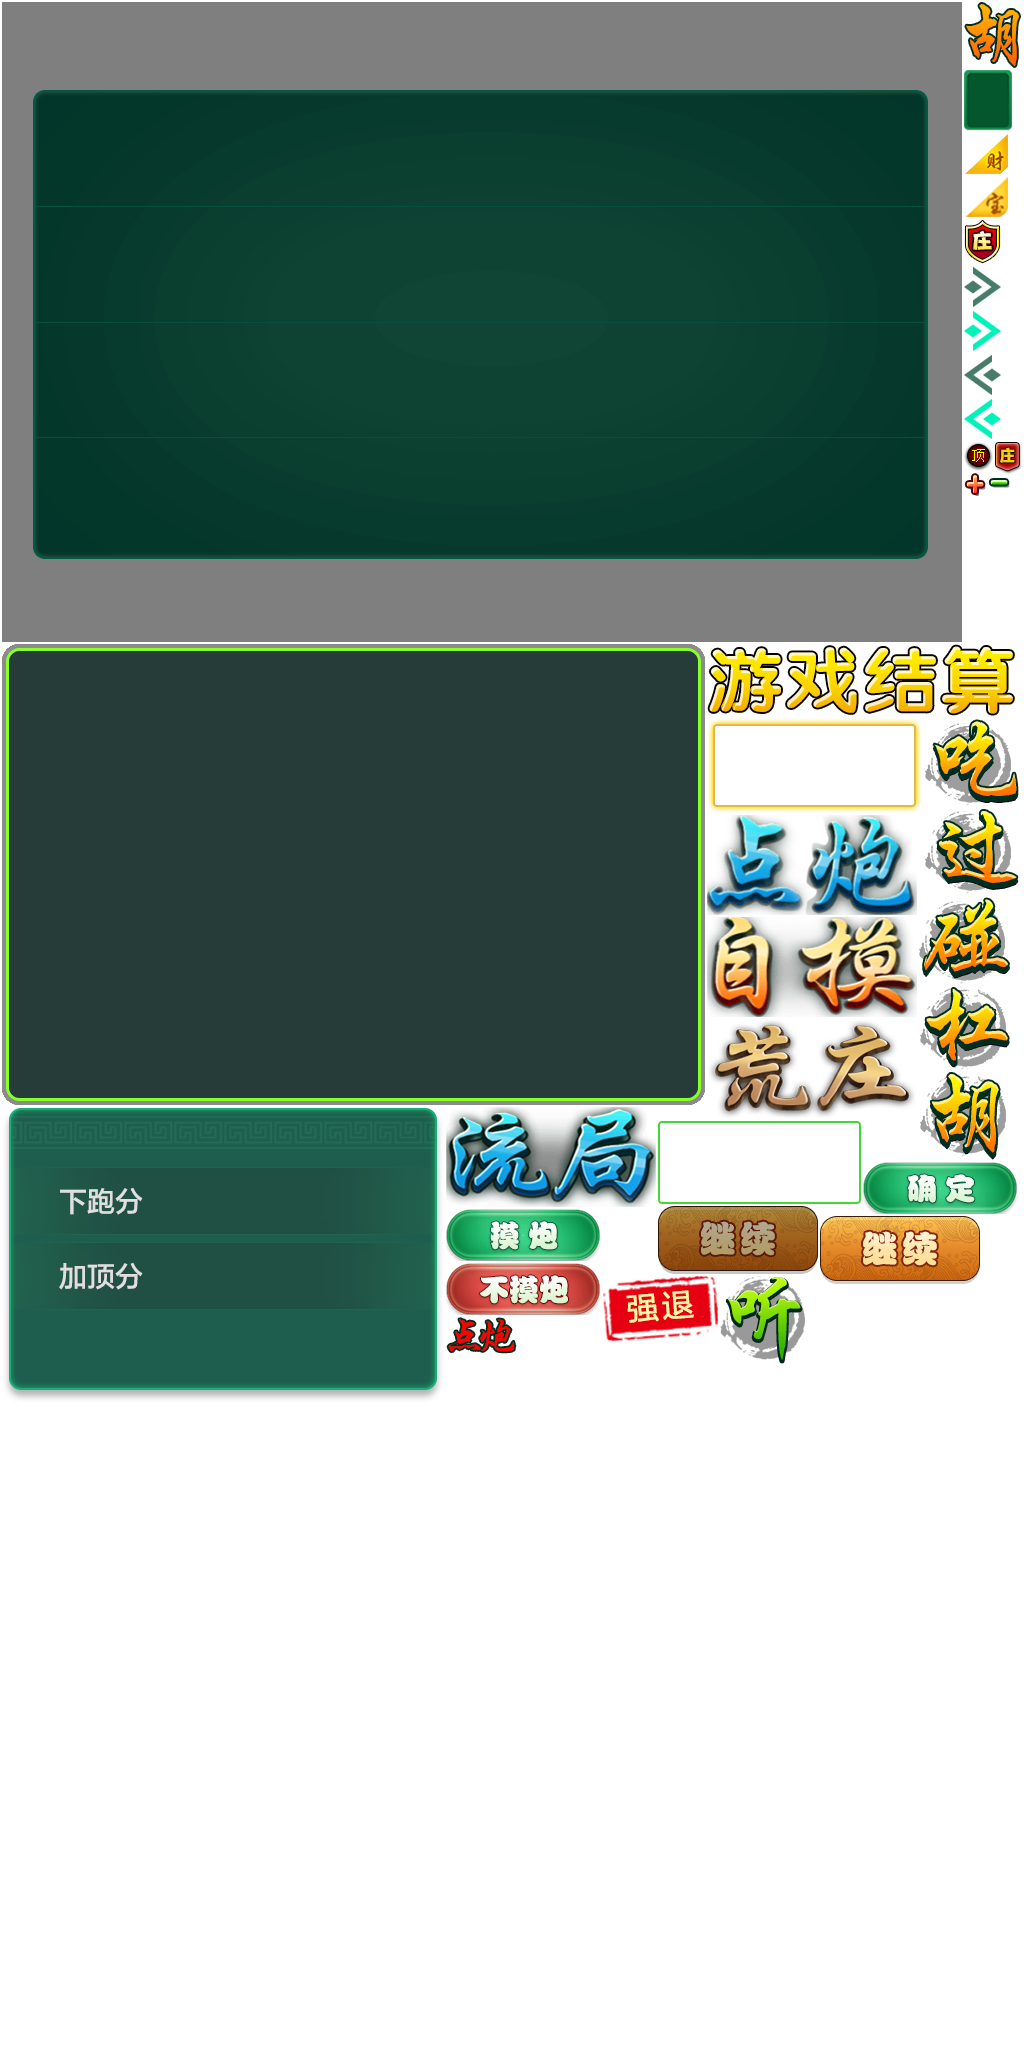 胡
财
宝
庄
顶 庄
游戏结算
吃
过
点炮
碰
自摸
杠
荒庄
胡
流局
确定
下跑分
摸炮
继续
继续
加顶分
不摸炮
强退
听
点炮